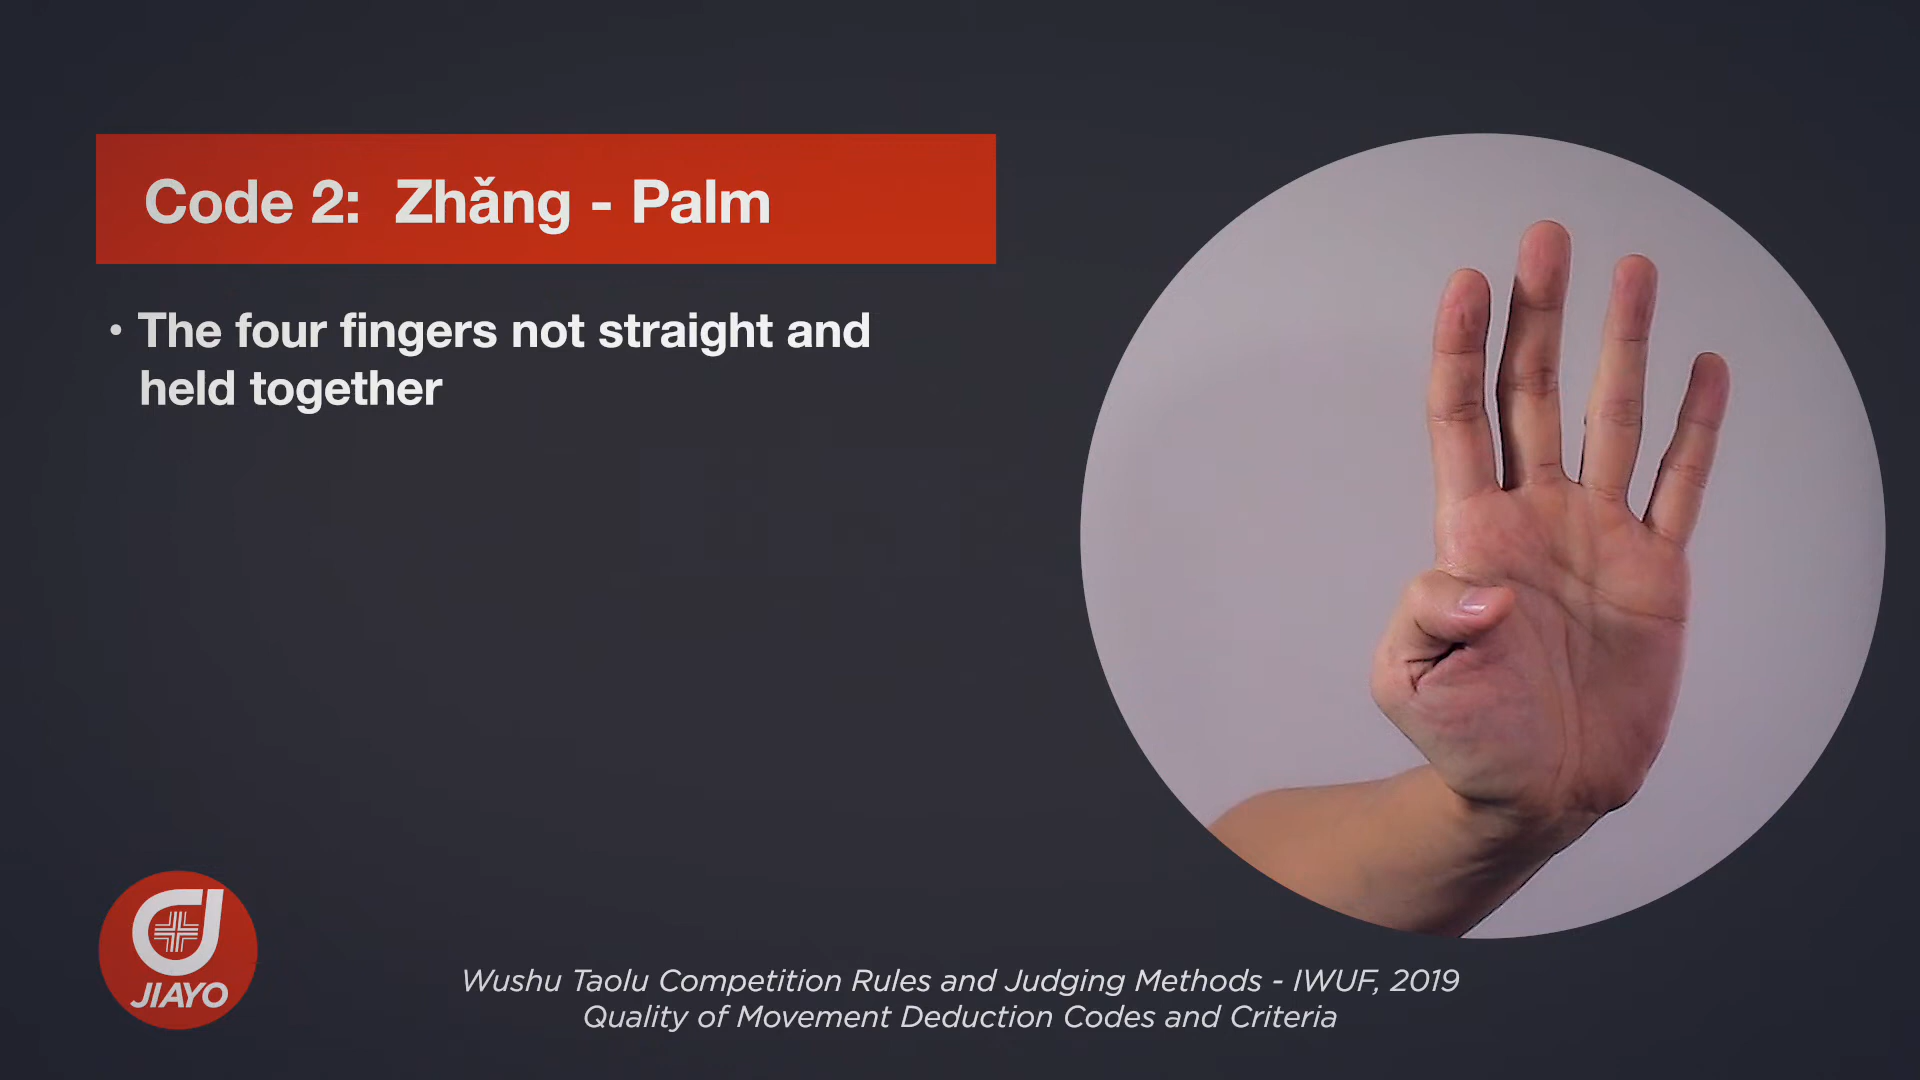 Code 2: Zhǎng - Palm
• The four fingers not straight and
held together
JIAYO
Wushu Taolu Competition Rules and Judging Methods - IWUF, 2019
Quality of Movement Deduction Codes and Criteria